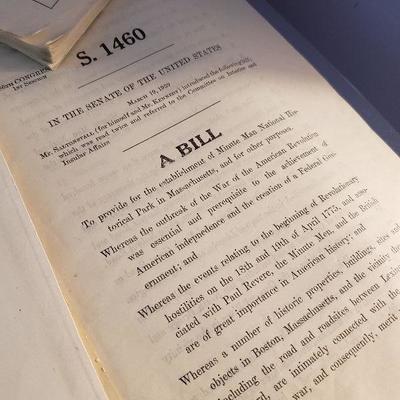 86TH CONGRESS
1ST SESSION
S. 1460
IN THE SENATE OF THE UNITED STATES
MARCH 19, 1959
Mr. SALTONSTALL (for himself and Mr. KENNEDY) introduced the following bill;
which was read twice and referred to the Committee on Interior and
Insular Affairs
A BILL
To provide for the establishment of Minute Man National His-
torical Park in Massachusetts, and for other purposes.
Whereas the outbreak of the War of the American Revolution
was essential and prerequisite to the achievement of
American independence and the creation of a Federal Gov-
ernment; and
Whereas the events relating to the beginning of Revolutionary
hostilities on the 18th and 19th of April 1775, and asso-
ciated with Paul Revere, the Minute Men, and the British
are of great importance in American history; and
Whereas a number of historic properties, buildings, sites and
objects in Boston, Massachusetts, and the vicinity
including the road and roadsides between Lexing
are intimately connected with the
war, and consequently, merit